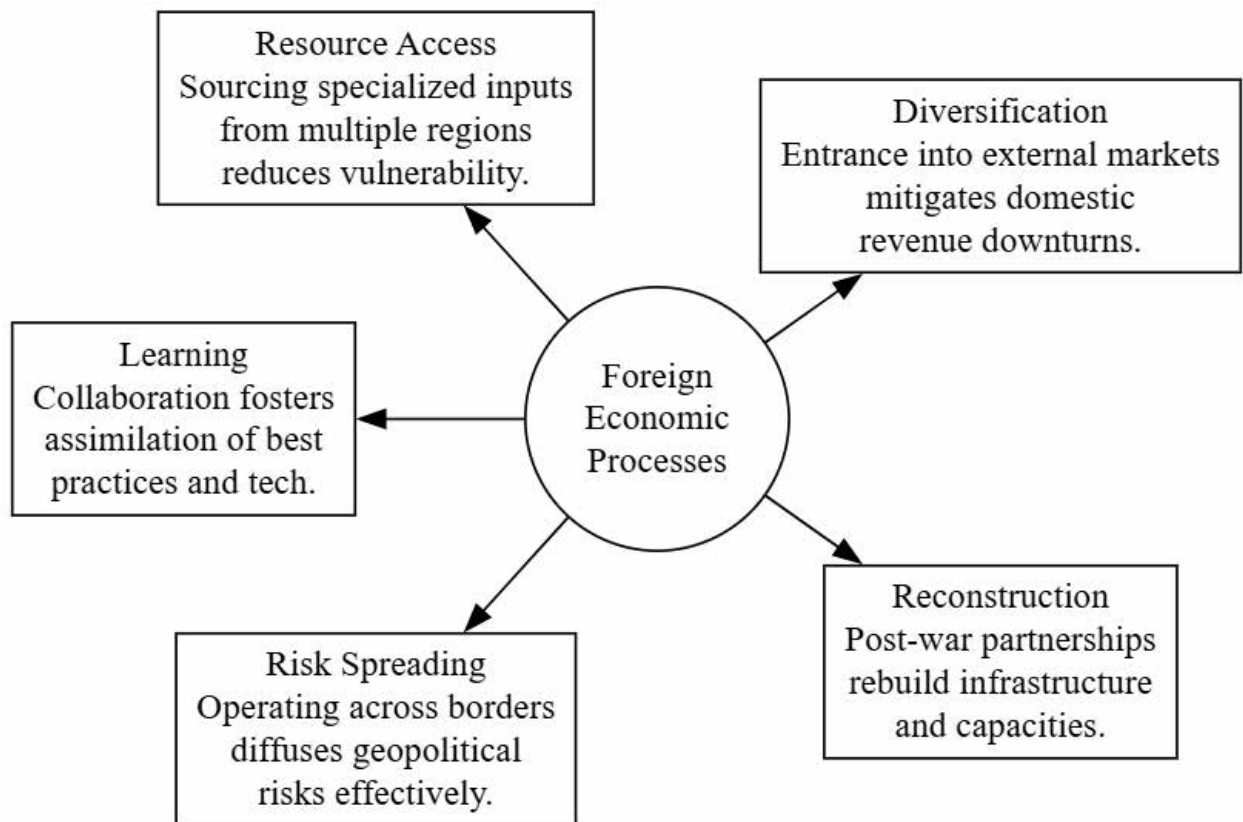 Resource Access
Sourcing specialized inputs
from multiple regions
reduces vulnerability.
Diversification
Entrance into external markets
mitigates domestic
revenue downturns.
Learning
Collaboration fosters
assimilation of best
practices and tech.
Foreign
Economic
Processes
Risk Spreading
Operating across borders
diffuses geopolitical
risks effectively.
Reconstruction
Post-war partnerships
rebuild infrastructure
and capacities.